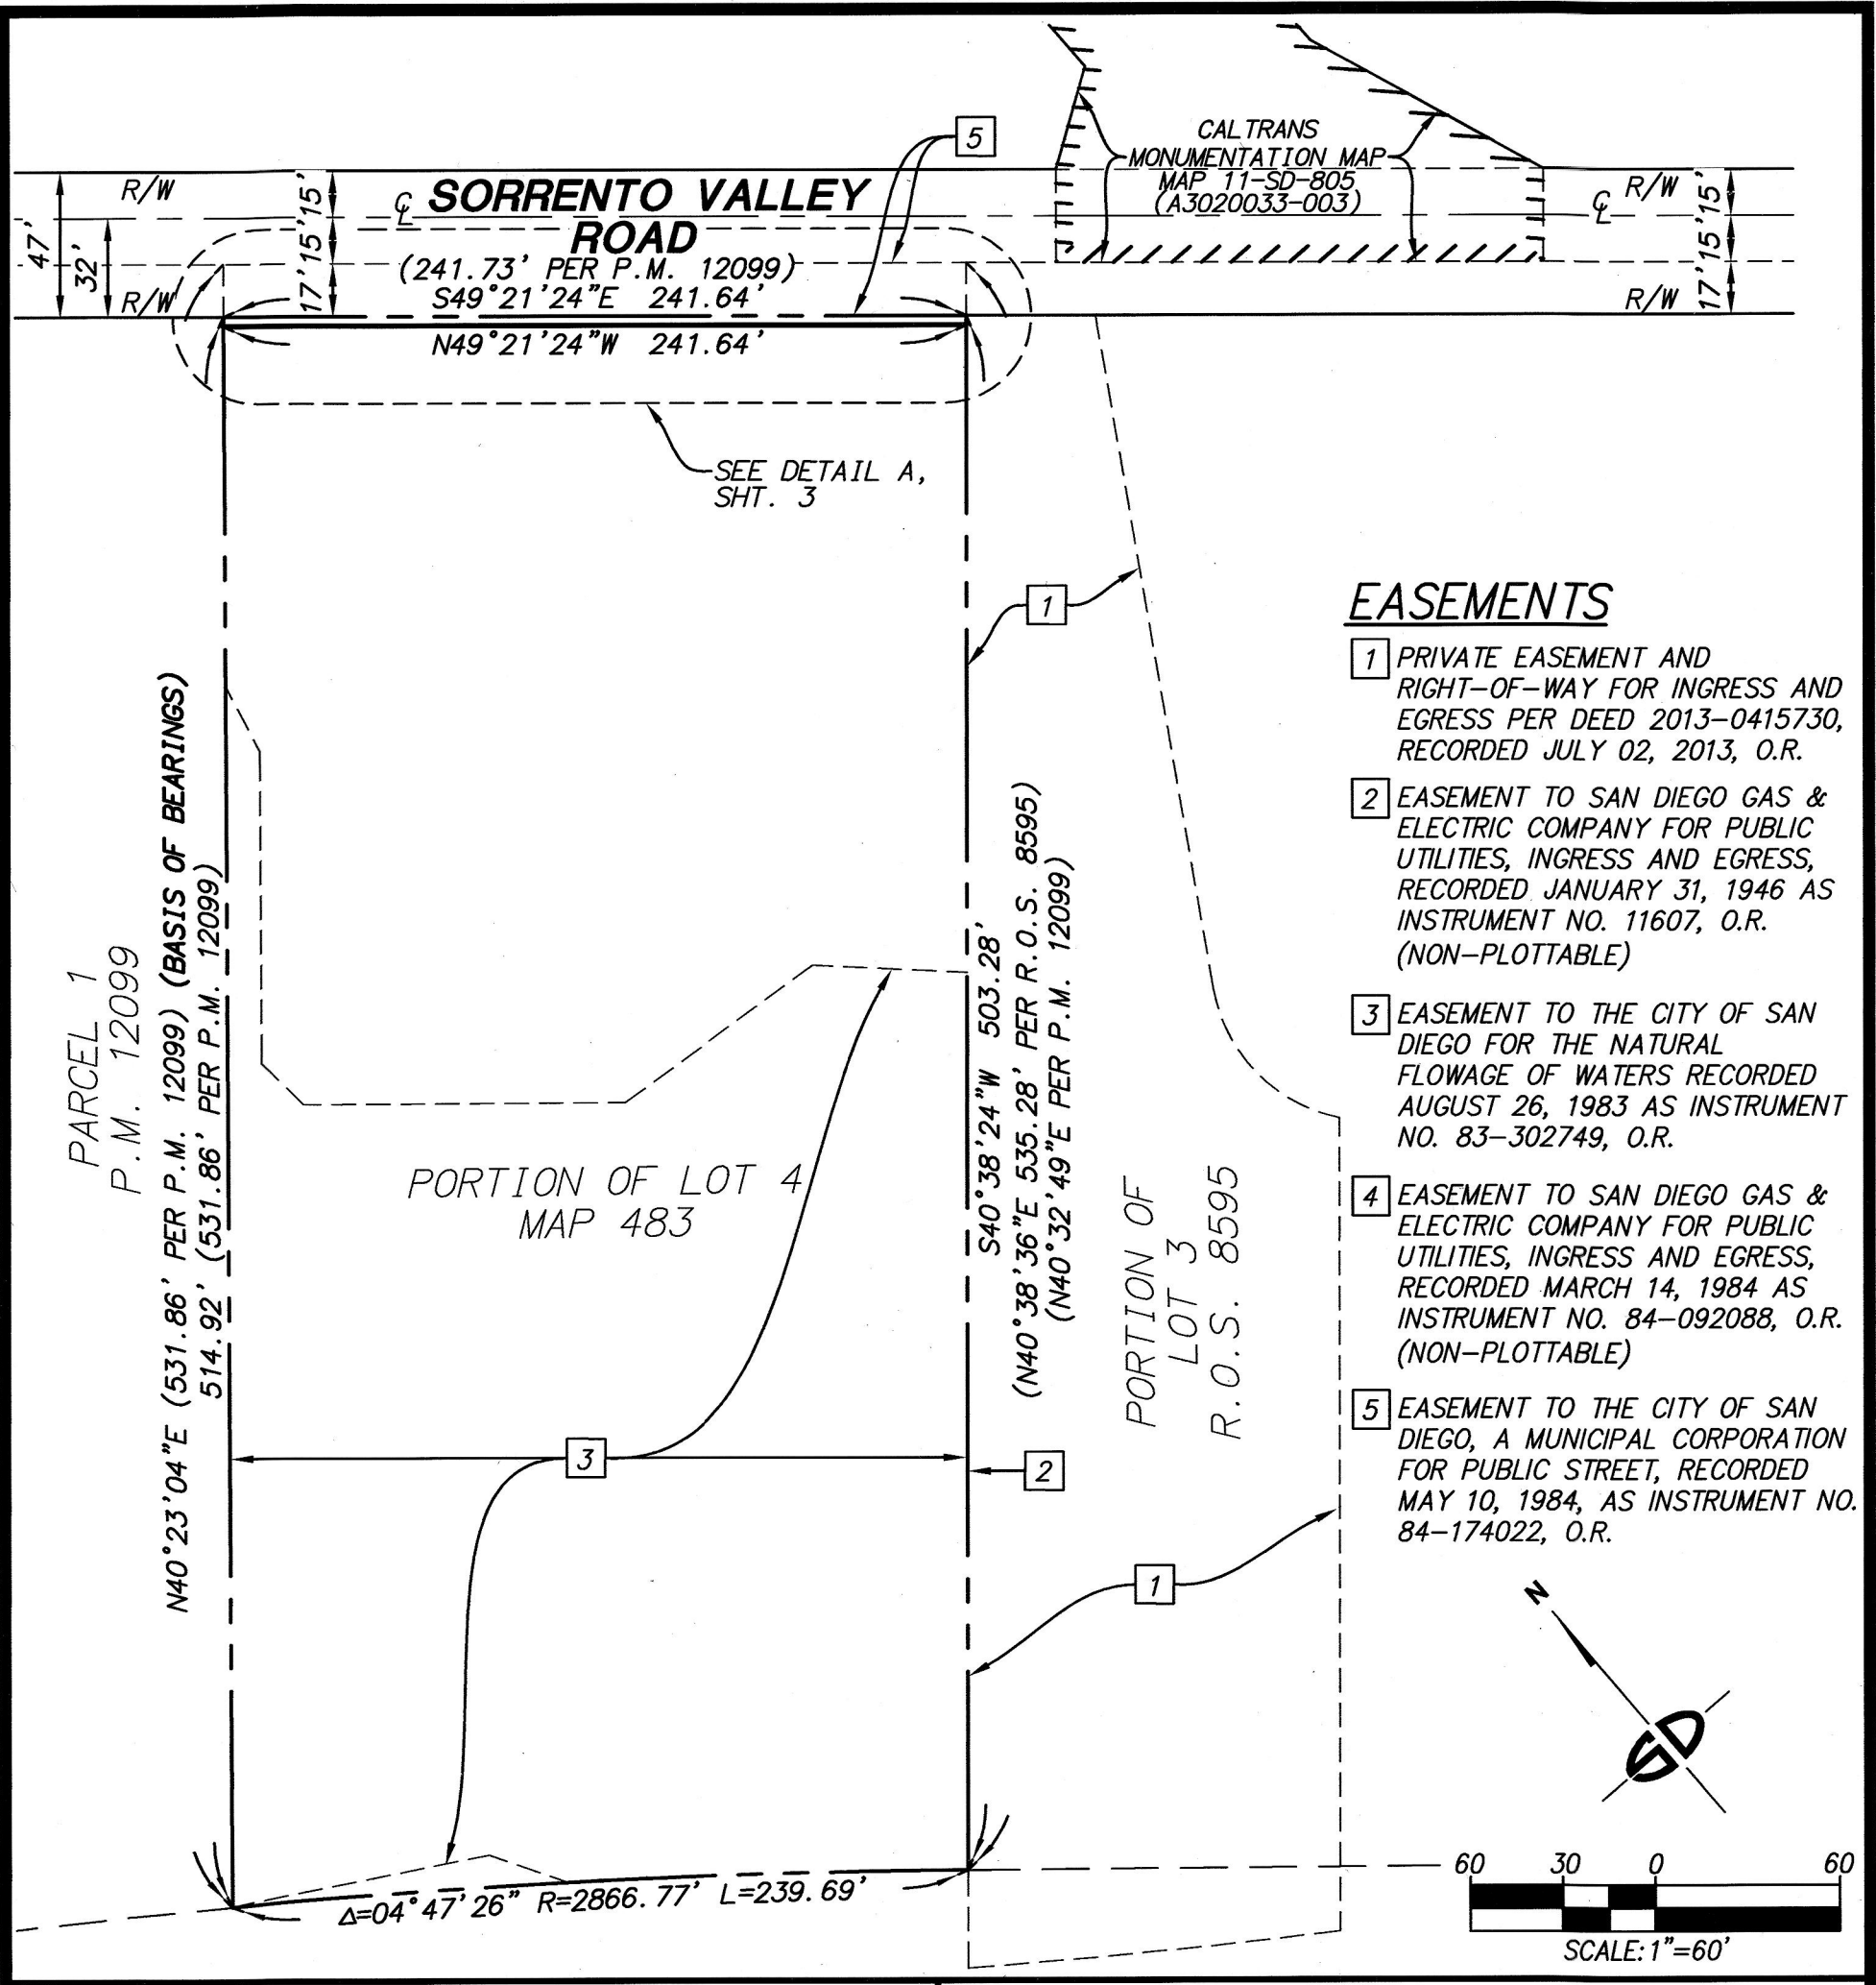 5
CALTRANS
MONUMENTATION MAP
MAP 11-SD-805
(A3020033-003)
R/W
15'
15'
17'
47'
32'
R/W
℄
SORRENTO VALLEY
ROAD
(241.73' PER P.M. 12099)
S49°21'24"E 241.64'
N49°21'24"W 241.64'
℄
R/W
15'
15'
17'
R/W
SEE DETAIL A,
SHT. 3
1
PARCEL 1
P.M. 12099
N40°23'04"E (531.86' PER P.M. 12099) (BASIS OF BEARINGS)
514.92' (531.86' PER P.M. 12099)
PORTION OF LOT 4
MAP 483
S40°38'24"W 503.28'
(N40°38'36"E 535.28' PER R.O.S. 8595)
(N40°32'49"E PER P.M. 12099)
PORTION OF
LOT 3
R.O.S. 8595
3
2
1
Δ=04°47'26" R=2866.77' L=239.69'
EASEMENTS
1 PRIVATE EASEMENT AND
RIGHT-OF-WAY FOR INGRESS AND
EGRESS PER DEED 2013-0415730,
RECORDED JULY 02, 2013, O.R.
2 EASEMENT TO SAN DIEGO GAS &
ELECTRIC COMPANY FOR PUBLIC
UTILITIES, INGRESS AND EGRESS,
RECORDED JANUARY 31, 1946 AS
INSTRUMENT NO. 11607, O.R.
(NON-PLOTTABLE)
3 EASEMENT TO THE CITY OF SAN
DIEGO FOR THE NATURAL
FLOWAGE OF WATERS RECORDED
AUGUST 26, 1983 AS INSTRUMENT
NO. 83-302749, O.R.
4 EASEMENT TO SAN DIEGO GAS &
ELECTRIC COMPANY FOR PUBLIC
UTILITIES, INGRESS AND EGRESS,
RECORDED MARCH 14, 1984 AS
INSTRUMENT NO. 84-092088, O.R.
(NON-PLOTTABLE)
5 EASEMENT TO THE CITY OF SAN
DIEGO, A MUNICIPAL CORPORATION
FOR PUBLIC STREET, RECORDED
MAY 10, 1984, AS INSTRUMENT NO.
84-174022, O.R.
N
60 30 0 60
SCALE: 1"=60'